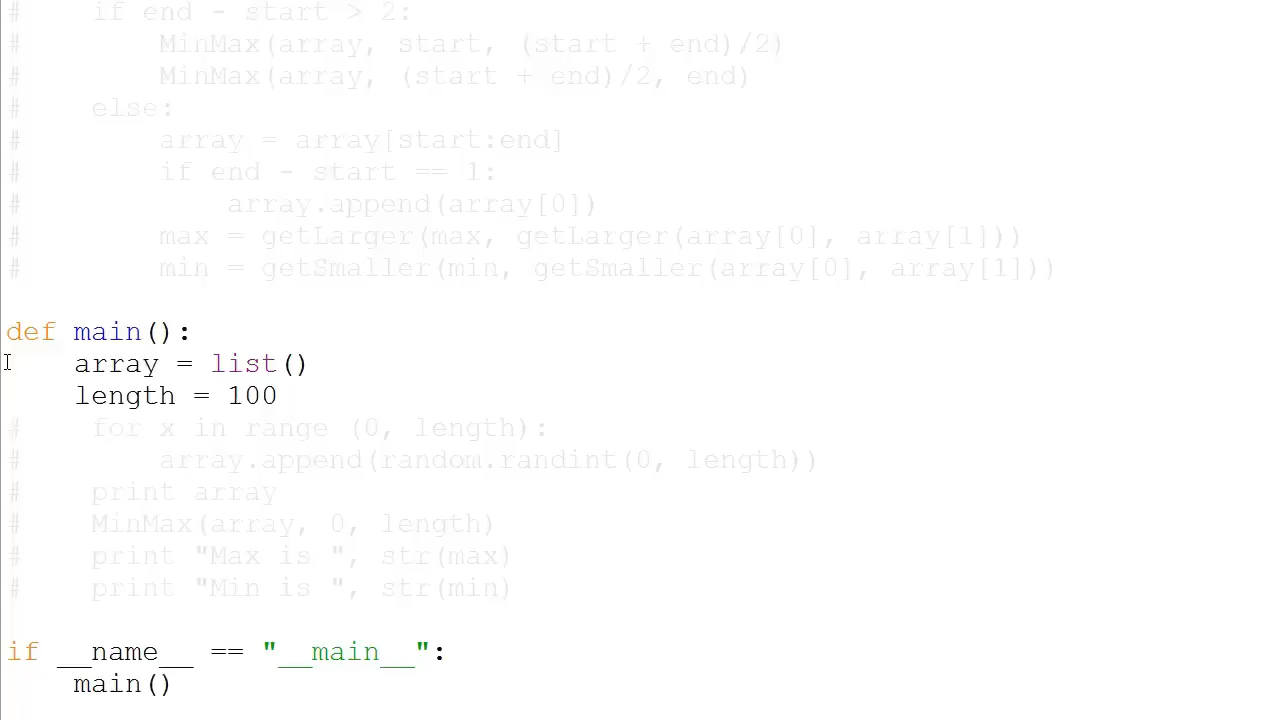 #    if end - start > 2:
#        MinMax(array, start, (start + end)/2)
#        MinMax(array, (start + end)/2, end)
#    else:
#        array = array[start:end]
#        if end - start == 1:
#            array.append(array[0])
#        max = getLarger(max, getLarger(array[0], array[1]))
#        min = getSmaller(min, getSmaller(array[0], array[1]))
def main():
    array = list()
    length = 100
#    for x in range (0, length):
#        array.append(random.randint(0, length))
#    print array
#    MinMax(array, 0, length)
#    print "Max is ", str(max)
#    print "Min is ", str(min)
if __name__ == "__main__":
    main()